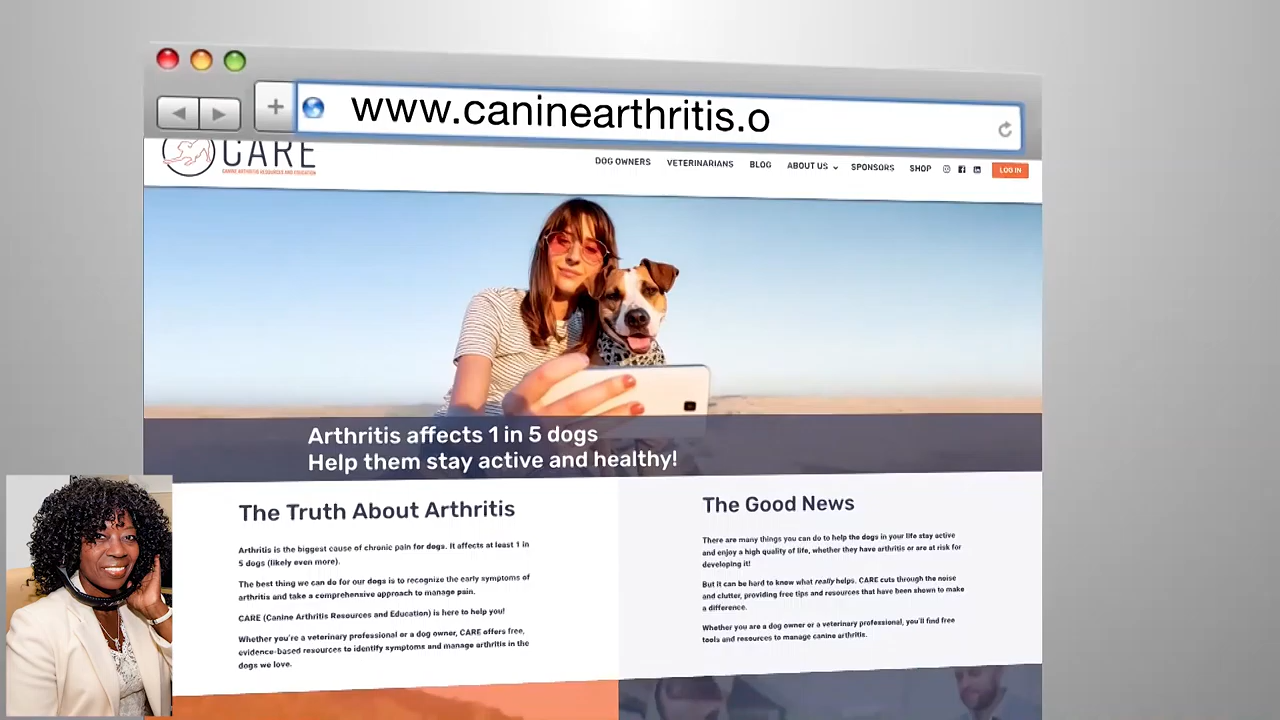 www.caninearthritis.o
CARE
CANINE ARTHRITIS RESOURCES AND EDUCATION
DOG OWNERS VETERINARIANS BLOG ABOUT US SPONSORS SHOP LOG IN
Arthritis affects 1 in 5 dogs
Help them stay active and healthy!
The Truth About Arthritis
Arthritis is the biggest cause of chronic pain for dogs. It affects at least 1 in
5 dogs (likely even more).
The best thing we can do for our dogs is to recognize the early symptoms of
arthritis and take a comprehensive approach to manage pain.
CARE (Canine Arthritis Resources and Education) is here to help you!
Whether you're a veterinary professional or a dog owner, CARE offers free,
evidence-based resources to identify symptoms and manage arthritis in the
dogs we love.
The Good News
There are many things you can do to help the dogs in your life stay active
and enjoy a high quality of life, whether they have arthritis or are at risk for
developing it!
But it can be hard to know what really helps. CARE cuts through the noise
and clutter, providing free tips and resources that have been shown to make
a difference.
Whether you are a dog owner or a veterinary professional, you'll find free
tools and resources to manage canine arthritis.